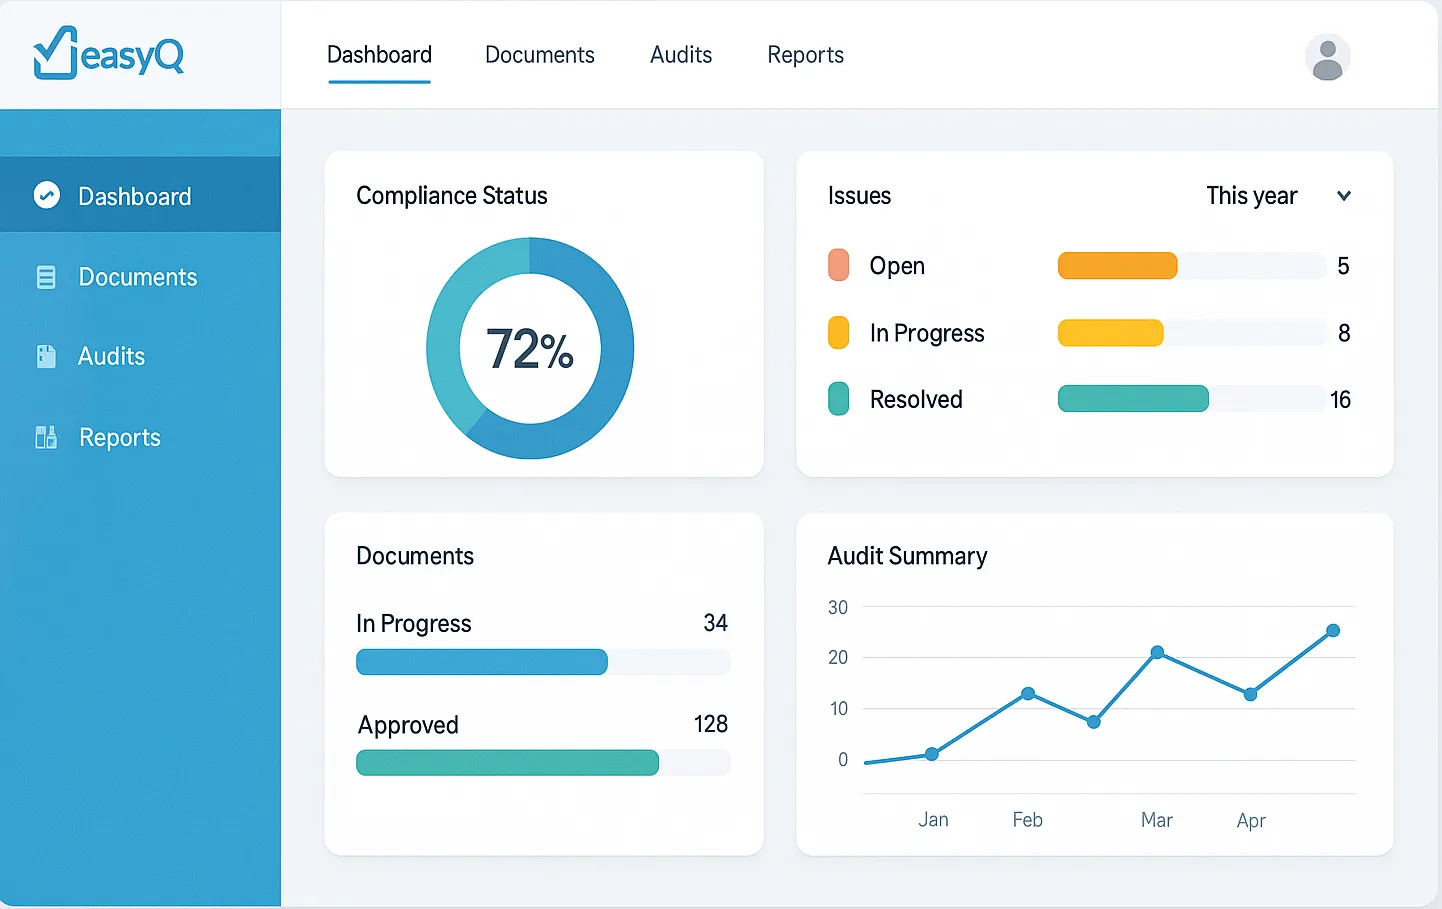 easyQ
Dashboard Documents Audits Reports
Dashboard
Documents
Audits
Reports
Compliance Status
72%
Issues This year
Open 5
In Progress 8
Resolved 16
Documents
In Progress 34
Approved 128
Audit Summary
30
20
10
0
Jan Feb Mar Apr